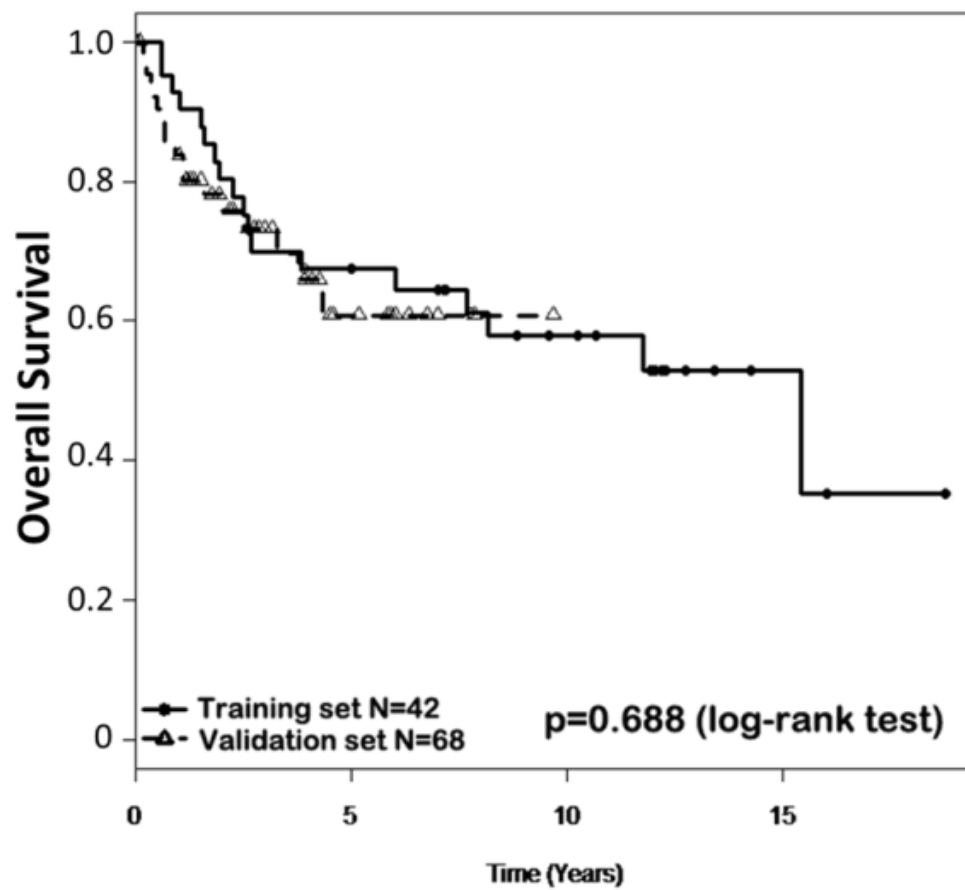 Overall Survival
1.0
0.8
0.6
0.4
0.2
0
Training set N=42
Validation set N=68
p=0.688 (log-rank test)
0 5 10 15
Time (Years)